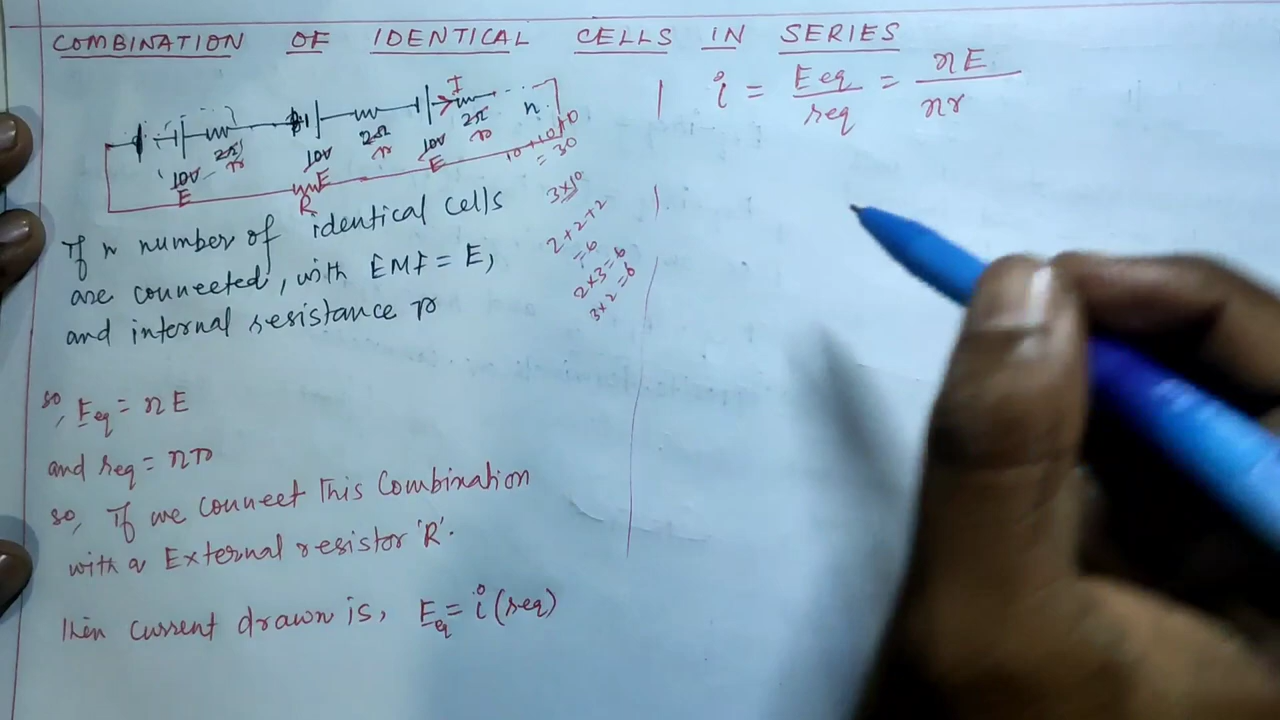 COMBINATION OF IDENTICAL CELLS IN SERIES
I
n
2Ω 2Ω 2Ω
r r r
10V 10V 10V
E E E
R
10+10+10
= 30
3×10
2+2+2
=6
2×3=6
3×2=6
If n number of identical cells
are connected, with EMF = E,
and internal resistance r
so, Eeq = nE
and req = nr
so, If we connect This Combination
with a External resistor 'R'.
Then current drawn is, Eeq = i(req)
i = Eeq/req = nE/nr